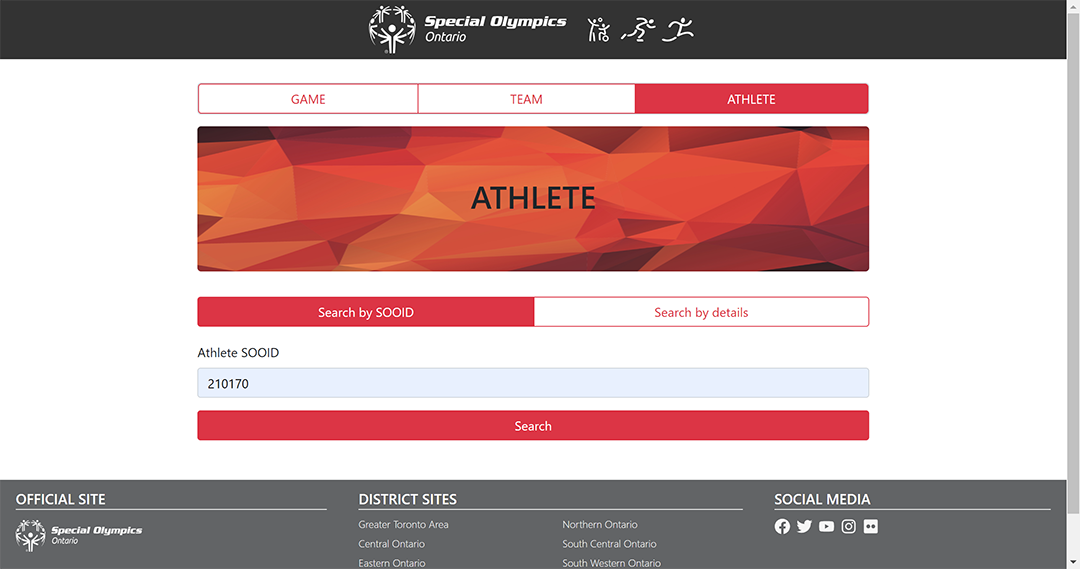 Special Olympics
Ontario
GAME
TEAM
ATHLETE
ATHLETE
Search by SOOID
Search by details
Athlete SOOID
210170
Search
OFFICIAL SITE
Special Olympics
Ontario
DISTRICT SITES
Greater Toronto Area
Northern Ontario
Central Ontario
South Central Ontario
Eastern Ontario
South Western Ontario
SOCIAL MEDIA